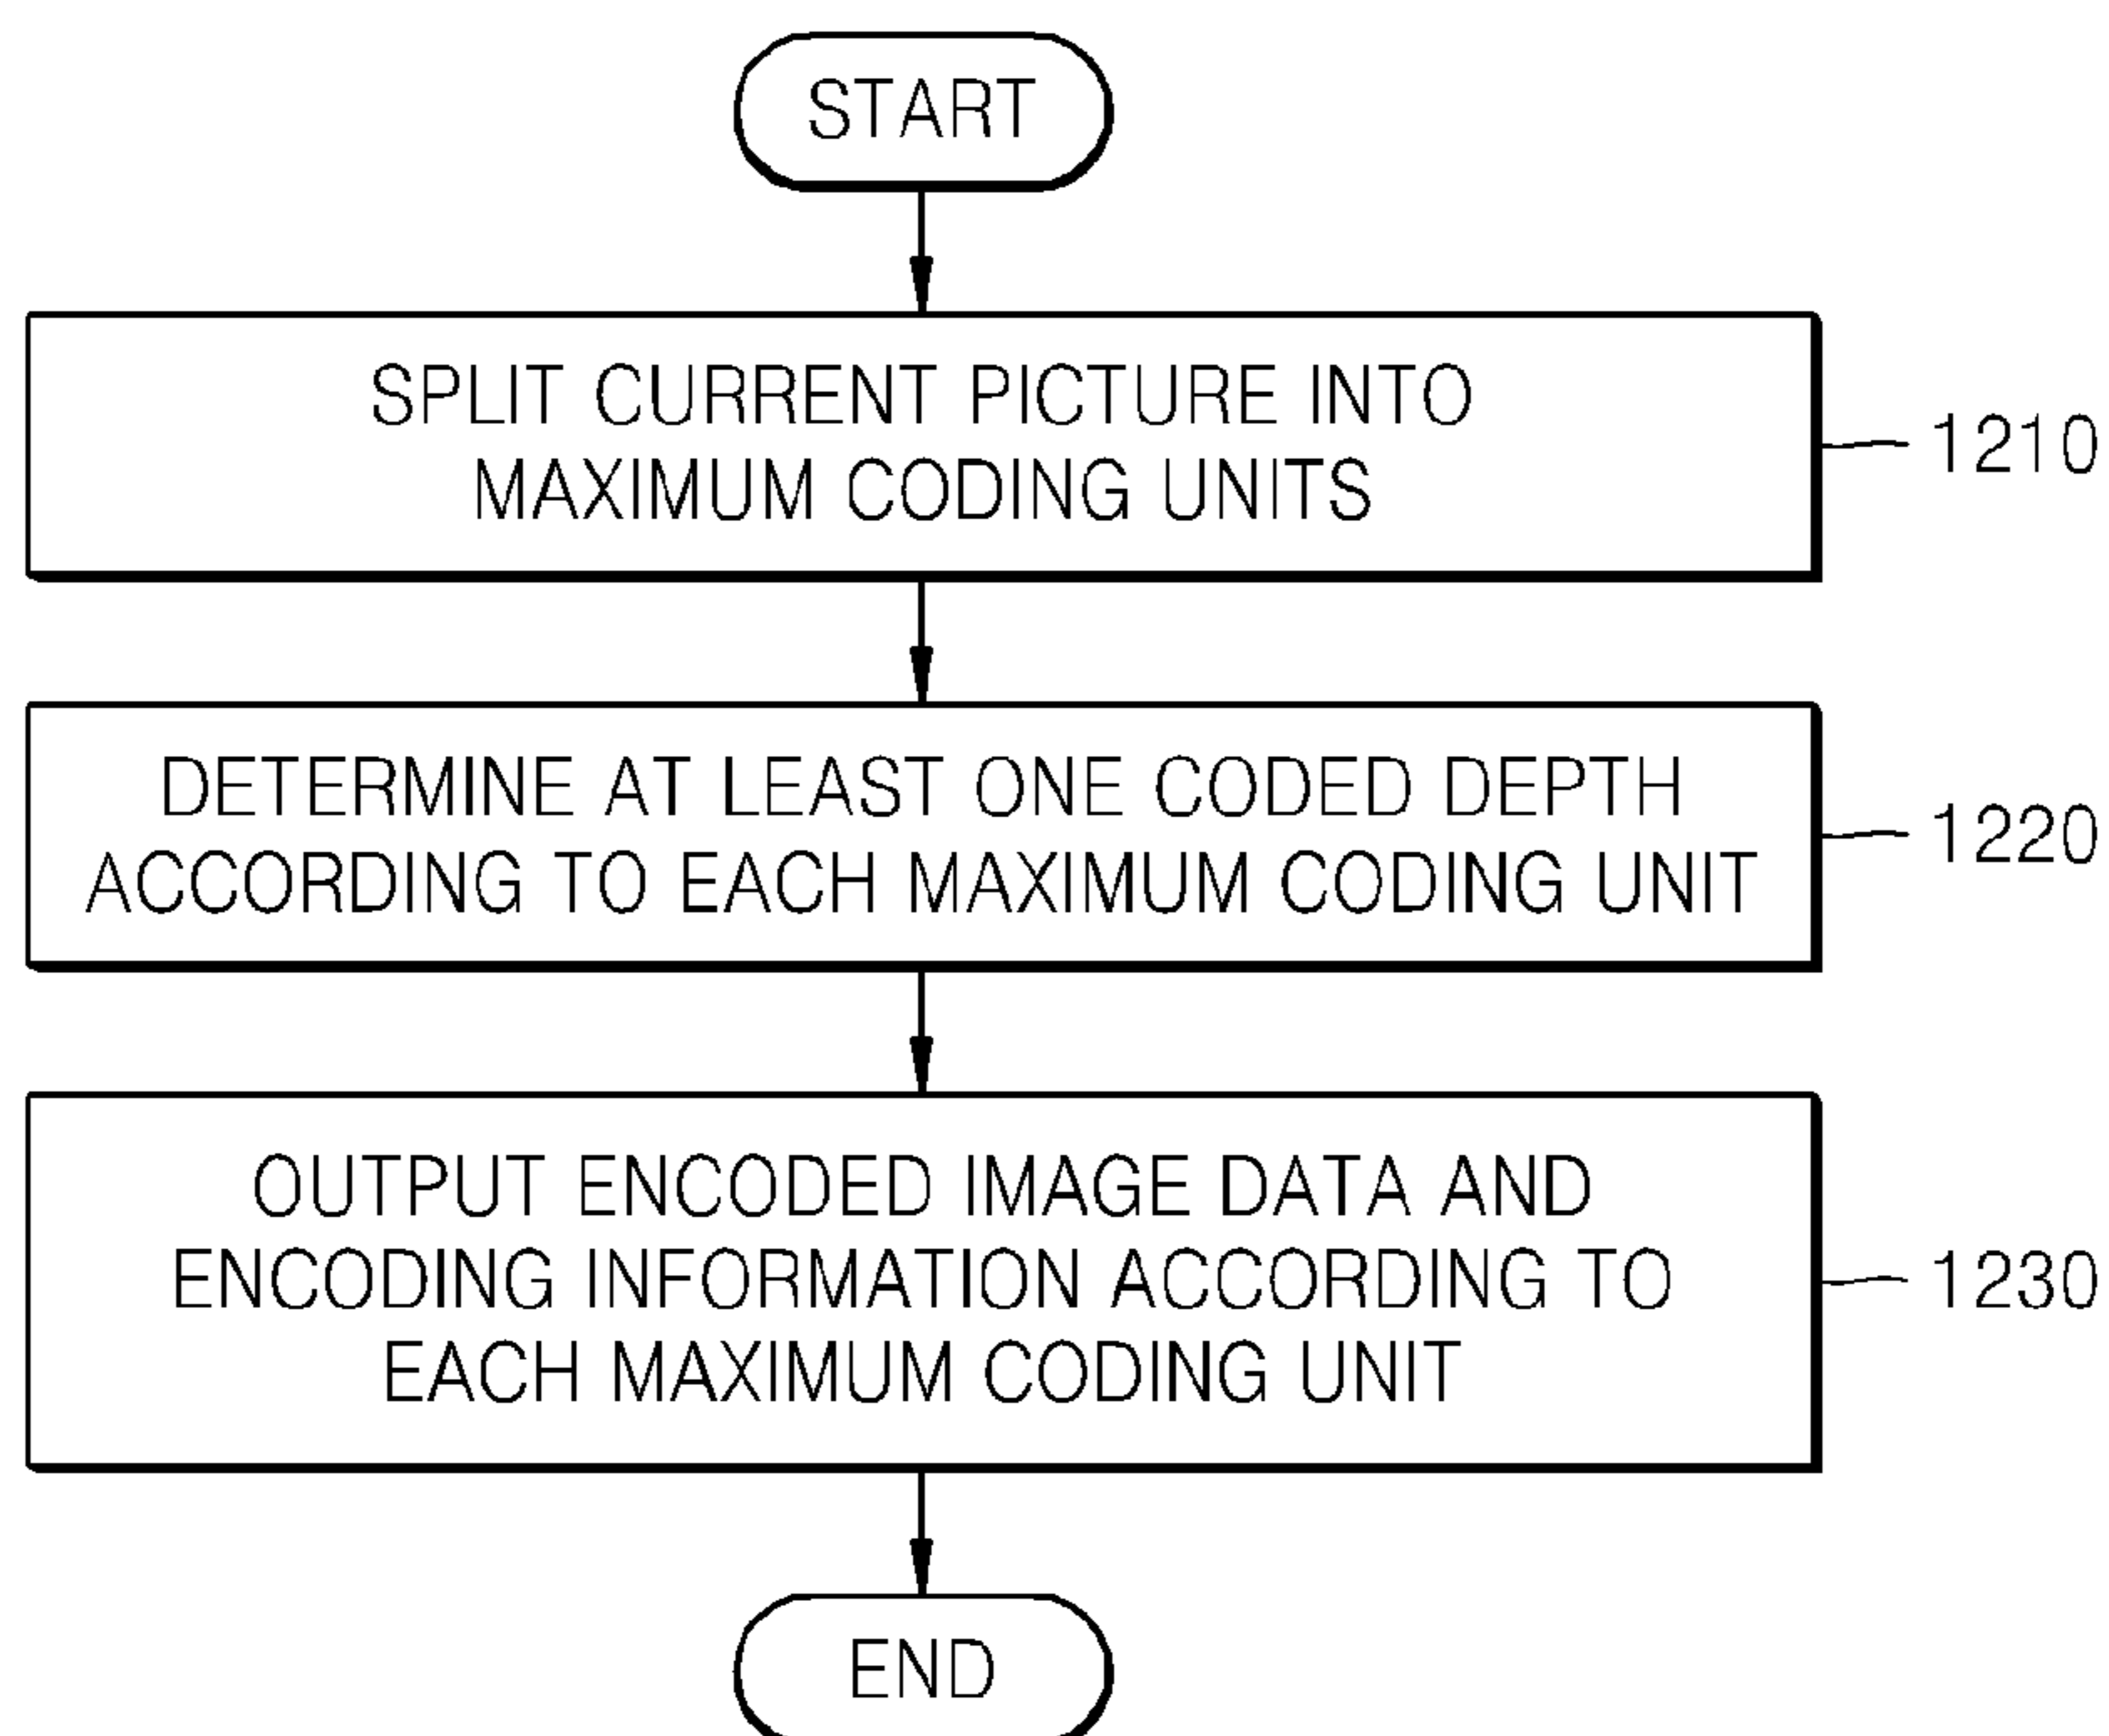 START
SPLIT CURRENT PICTURE INTO
MAXIMUM CODING UNITS
1210
DETERMINE AT LEAST ONE CODED DEPTH
ACCORDING TO EACH MAXIMUM CODING UNIT
1220
OUTPUT ENCODED IMAGE DATA AND
ENCODING INFORMATION ACCORDING TO
EACH MAXIMUM CODING UNIT
1230
END